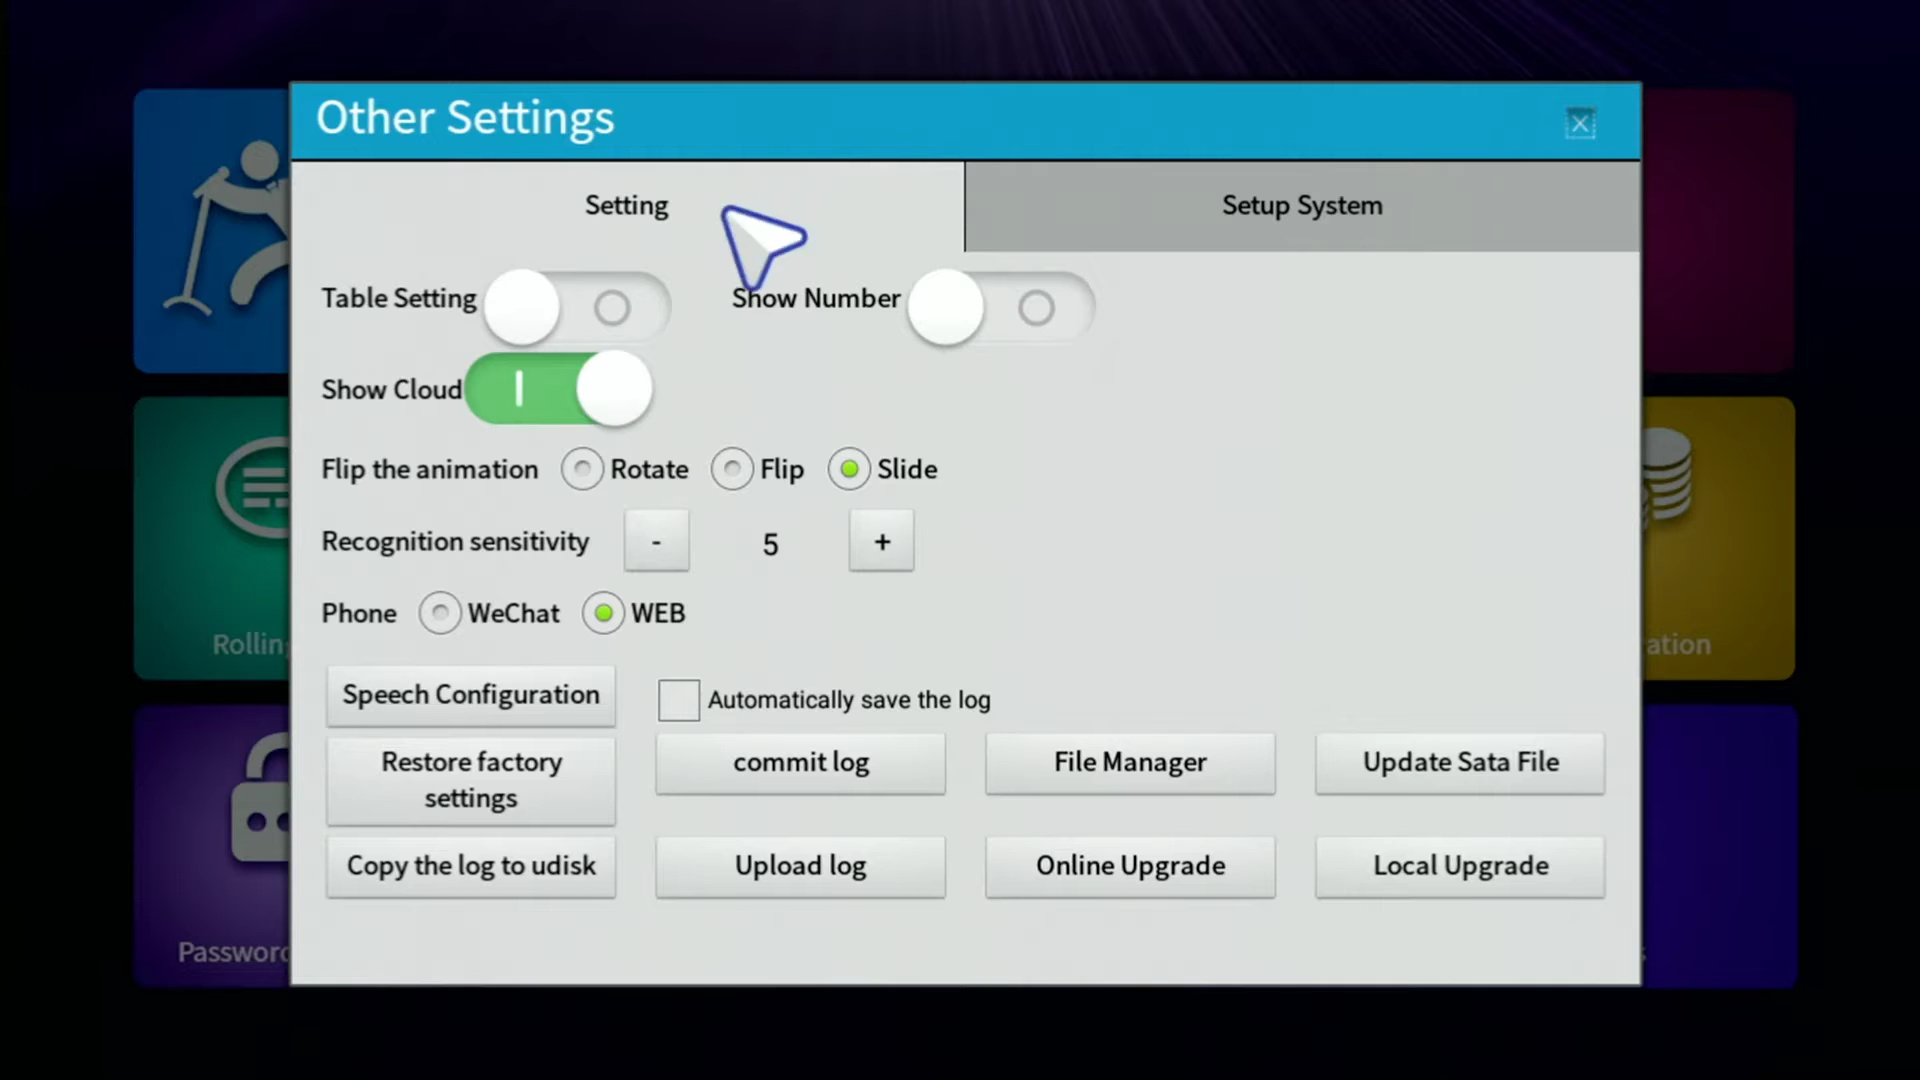 Other Settings
Setting
Setup System
Table Setting
Show Number
Show Cloud
Flip the animation Rotate Flip Slide
Recognition sensitivity - 5 +
Phone WeChat WEB
Speech Configuration
Automatically save the log
Restore factory
settings
commit log
File Manager
Update Sata File
Copy the log to udisk
Upload log
Online Upgrade
Local Upgrade